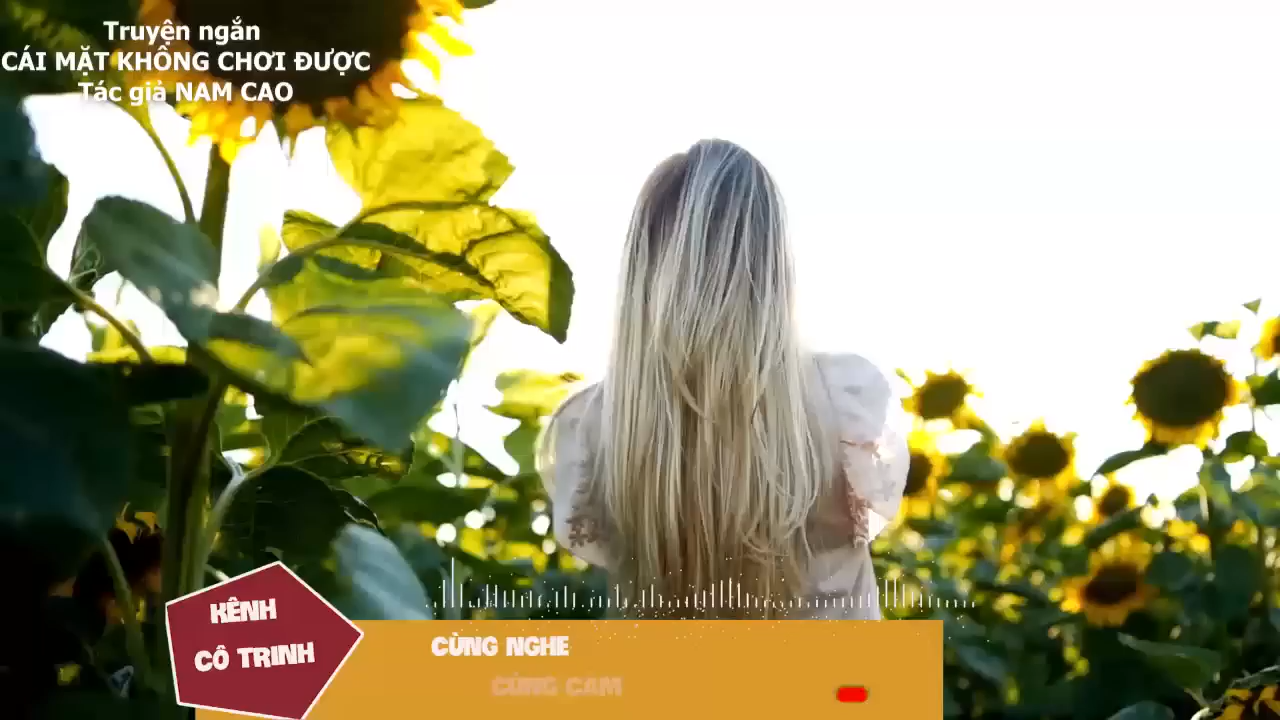 Truyện ngắn
CÁI MẶT KHÔNG CHƠI ĐƯỢC
Tác giả NAM CAO
KÊNH
CÔ TRINH
CÙNG NGHE
CÙNG CẢM